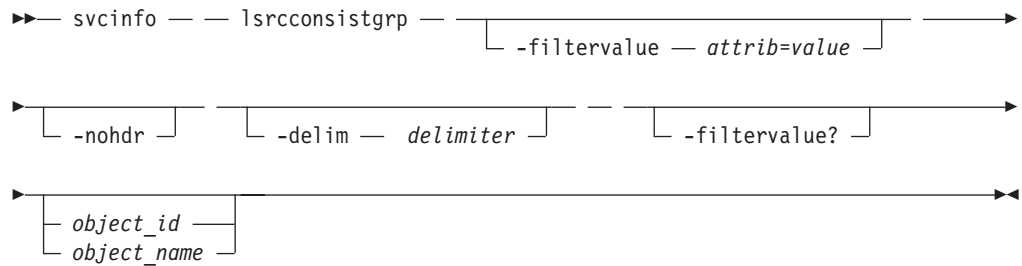 svcinfo lsrcconsistgrp
-filtervalue attrib=value
-nohdr -delim delimiter -filtervalue?
object_id
object_name